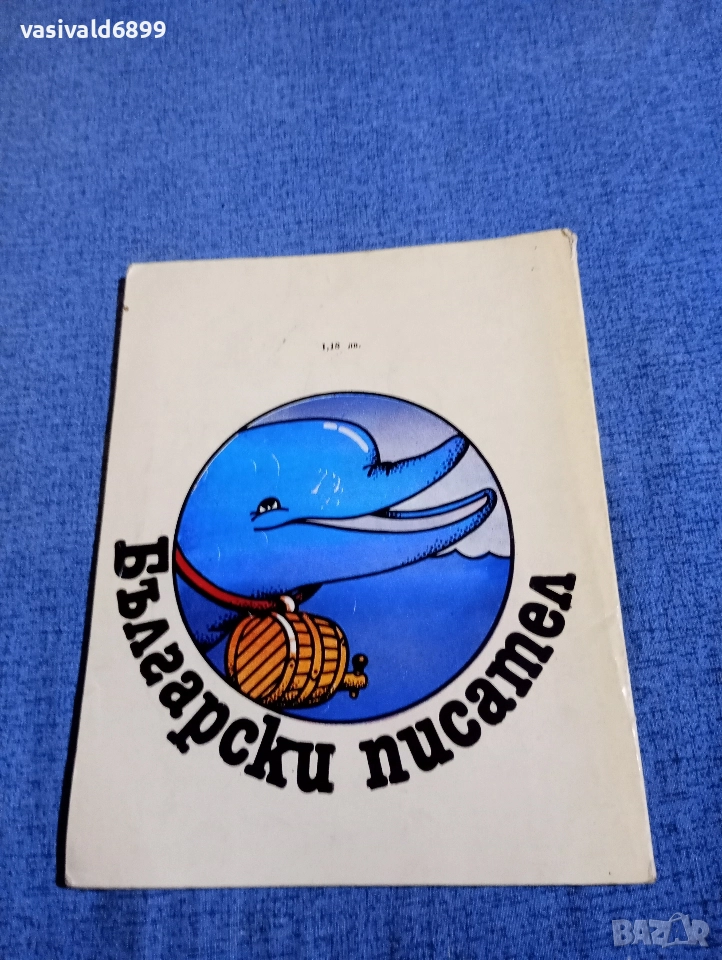 vasivald6899
1,18 лв.
Български писател
BAZAR